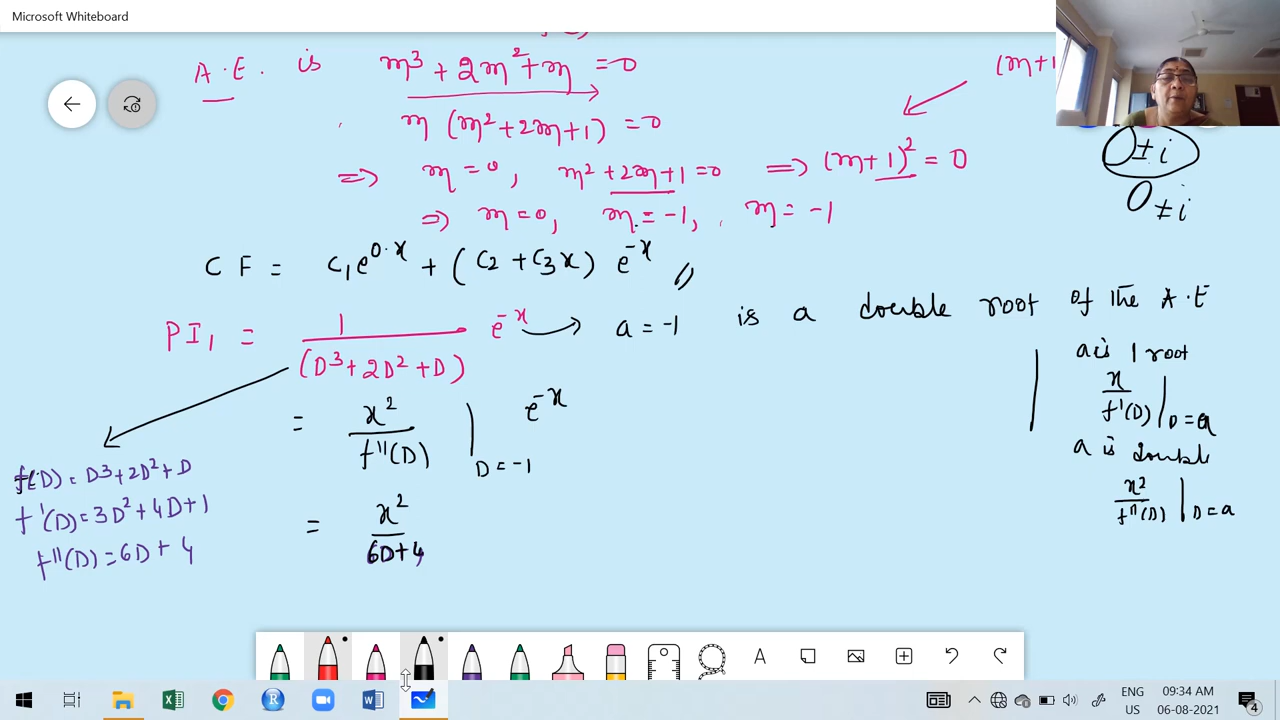 Microsoft Whiteboard
A.E. is m³ + 2m² + m = 0
(m+1
m (m² + 2m + 1) = 0
⇒ m = 0, m² + 2m + 1 = 0 ⇒ (m+1)² = 0
0 ± i
0 ± i
⇒ m = 0, m = -1, m = -1
CF = C₁e^{0·x} + (C₂ + C₃x) e^{-x} //
PI₁ = 1/(D³ + 2D² + D) e^{-x} → a = -1 is a double root of the A.E
= x²/f''(D) |_{D = -1} e^{-x}
= x²/(6D+4)
f(D) = D³ + 2D² + D
f'(D) = 3D² + 4D + 1
f''(D) = 6D + 4
a is 1 root
x/f'(D) |_{D = a}
a is double
x²/f''(D) |_{D = a}
A
ENG
US
09:34 AM
06-08-2021
4